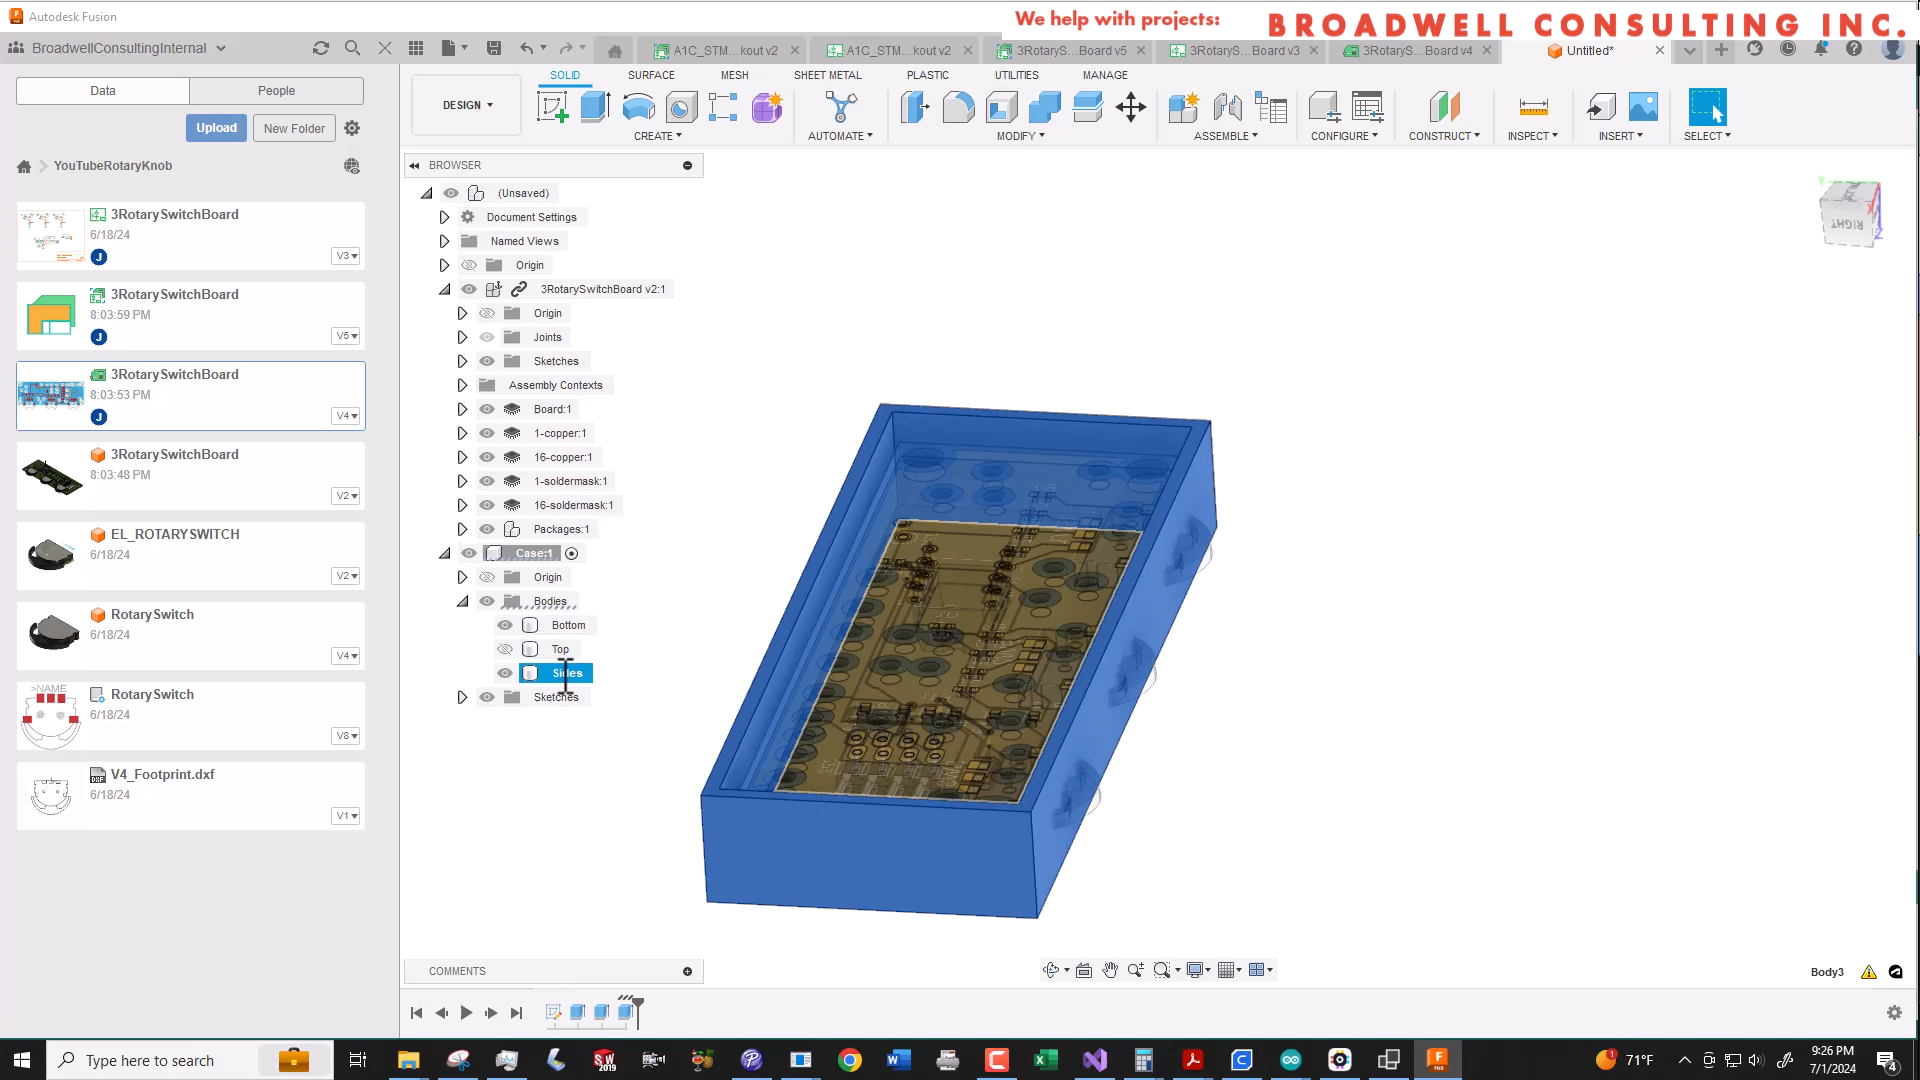 Autodesk Fusion
We help with projects:
BROADWELL CONSULTING INC.
BroadwellConsultingInternal
A1C_STM...kout v2
A1C_STM...kout v2
3RotaryS...Board v5
3RotaryS...Board v3
3RotaryS...Board v4
Untitled*
Data
People
Upload
New Folder
YouTubeRotaryKnob
3RotarySwitchBoard
6/18/24
J
V3
3RotarySwitchBoard
8:03:59 PM
J
V5
3RotarySwitchBoard
8:03:53 PM
J
V4
3RotarySwitchBoard
8:03:48 PM
V2
EL_ROTARYSWITCH
6/18/24
V2
RotarySwitch
6/18/24
V4
>NAME
RotarySwitch
6/18/24
V8
V4_Footprint.dxf
DXF
6/18/24
V1
DESIGN
SOLID
SURFACE
MESH
SHEET METAL
PLASTIC
UTILITIES
MANAGE
CREATE
AUTOMATE
MODIFY
ASSEMBLE
CONFIGURE
CONSTRUCT
INSPECT
INSERT
SELECT
BROWSER
(Unsaved)
Document Settings
Named Views
Origin
3RotarySwitchBoard v2:1
Origin
Joints
Sketches
Assembly Contexts
Board:1
1-copper:1
16-copper:1
1-soldermask:1
16-soldermask:1
Packages:1
Case:1
Origin
Bodies
Bottom
Top
Sides
Sketches
RIGHT
COMMENTS
Body3
Type here to search
SW
2019
71°F
9:26 PM
7/1/2024
4